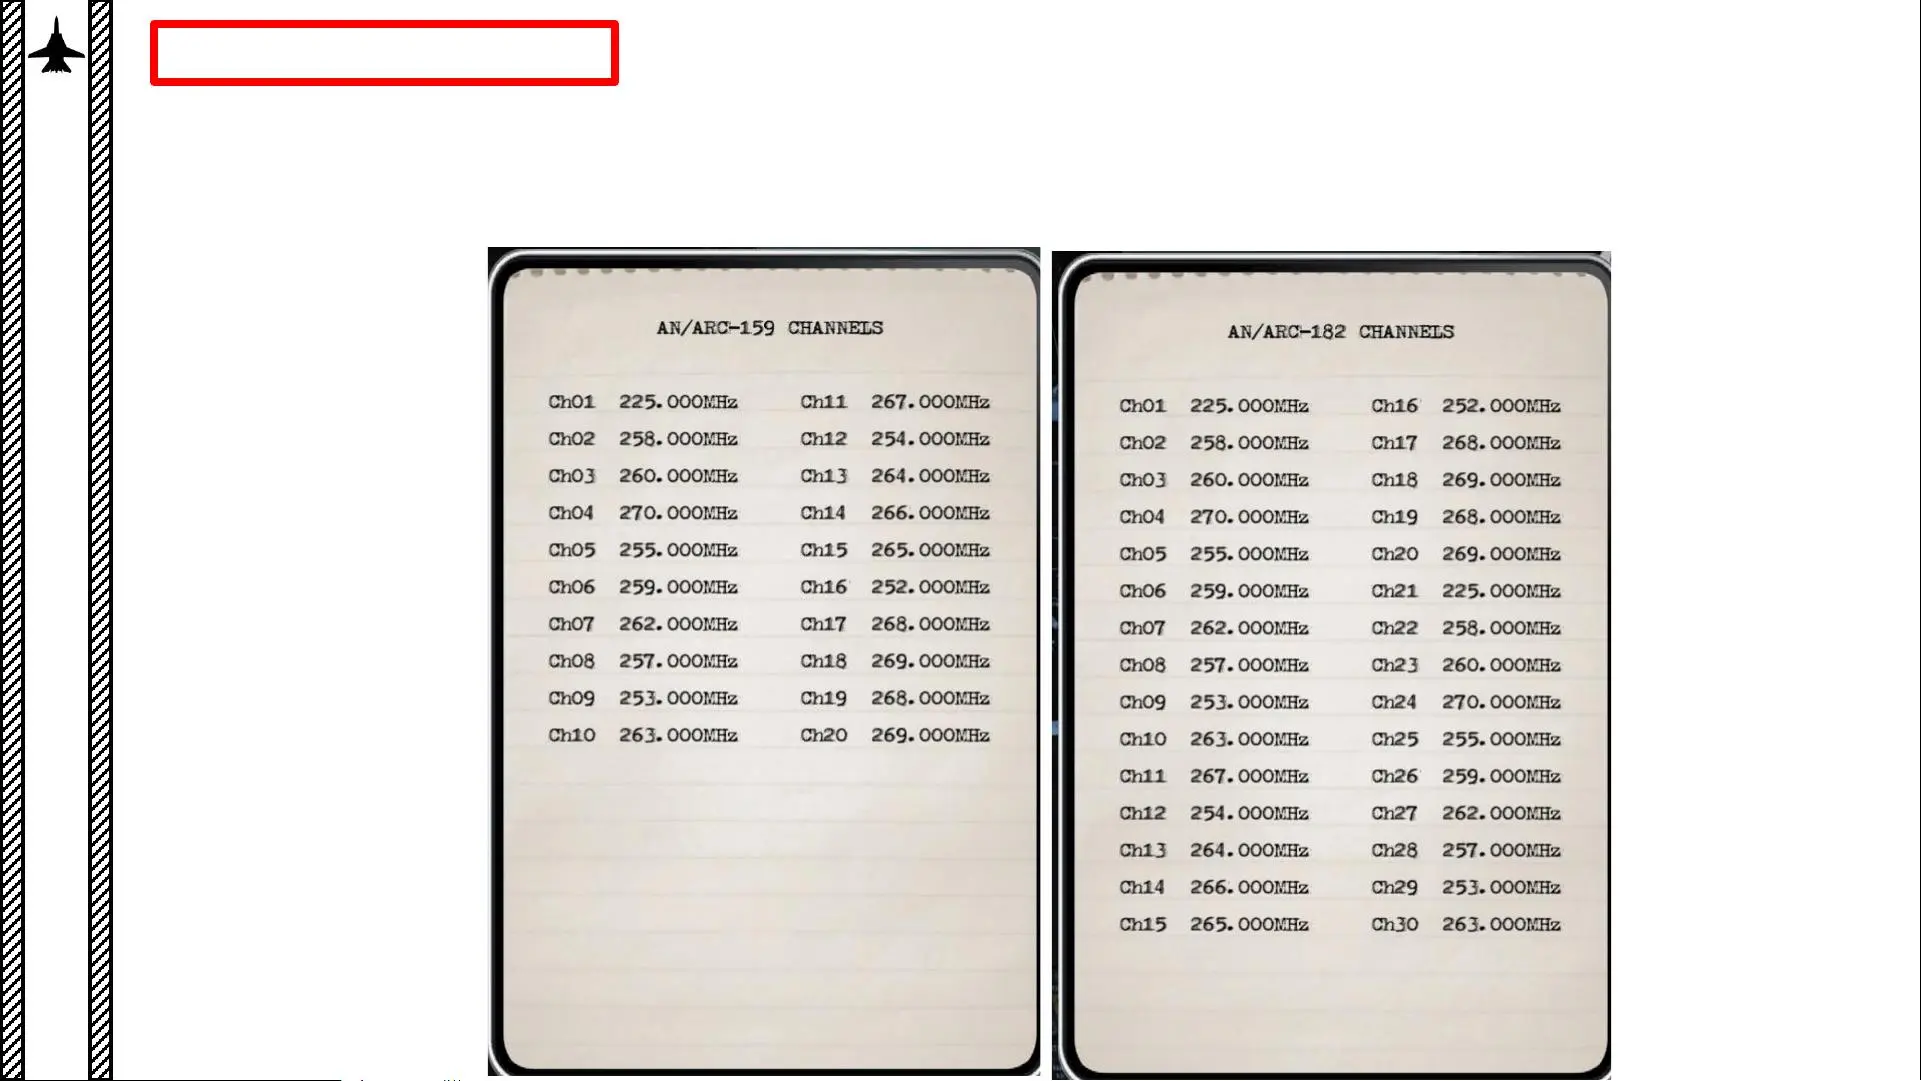 AN/ARC-159 CHANNELS
Ch01 225.000MHz Ch11 267.000MHz
Ch02 258.000MHz Ch12 254.000MHz
Ch03 260.000MHz Ch13 264.000MHz
Ch04 270.000MHz Ch14 266.000MHz
Ch05 255.000MHz Ch15 265.000MHz
Ch06 259.000MHz Ch16 252.000MHz
Ch07 262.000MHz Ch17 268.000MHz
Ch08 257.000MHz Ch18 269.000MHz
Ch09 253.000MHz Ch19 268.000MHz
Ch10 263.000MHz Ch20 269.000MHz
AN/ARC-182 CHANNELS
Ch01 225.000MHz Ch16 252.000MHz
Ch02 258.000MHz Ch17 268.000MHz
Ch03 260.000MHz Ch18 269.000MHz
Ch04 270.000MHz Ch19 268.000MHz
Ch05 255.000MHz Ch20 269.000MHz
Ch06 259.000MHz Ch21 225.000MHz
Ch07 262.000MHz Ch22 258.000MHz
Ch08 257.000MHz Ch23 260.000MHz
Ch09 253.000MHz Ch24 270.000MHz
Ch10 263.000MHz Ch25 255.000MHz
Ch11 267.000MHz Ch26 259.000MHz
Ch12 254.000MHz Ch27 262.000MHz
Ch13 264.000MHz Ch28 257.000MHz
Ch14 266.000MHz Ch29 253.000MHz
Ch15 265.000MHz Ch30 263.000MHz